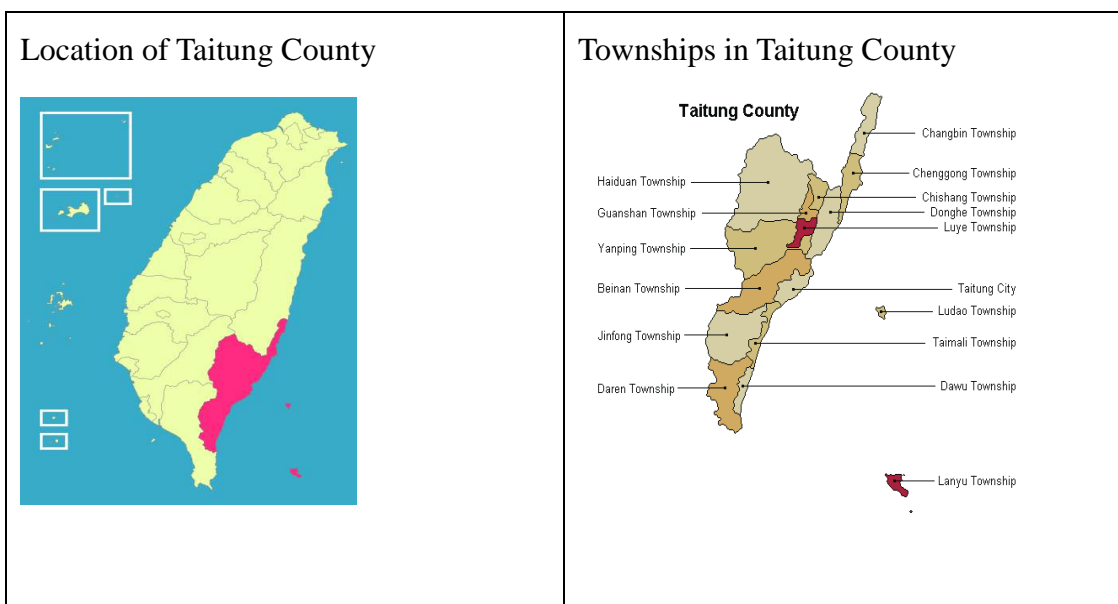 Location of Taitung County
Townships in Taitung County
Taitung County
Changbin Township
Chenggong Township
Haiduan Township
Chishang Township
Guanshan Township
Donghe Township
Luye Township
Yanping Township
Beinan Township
Taitung City
Ludao Township
Jinfong Township
Taimali Township
Daren Township
Dawu Township
Lanyu Township